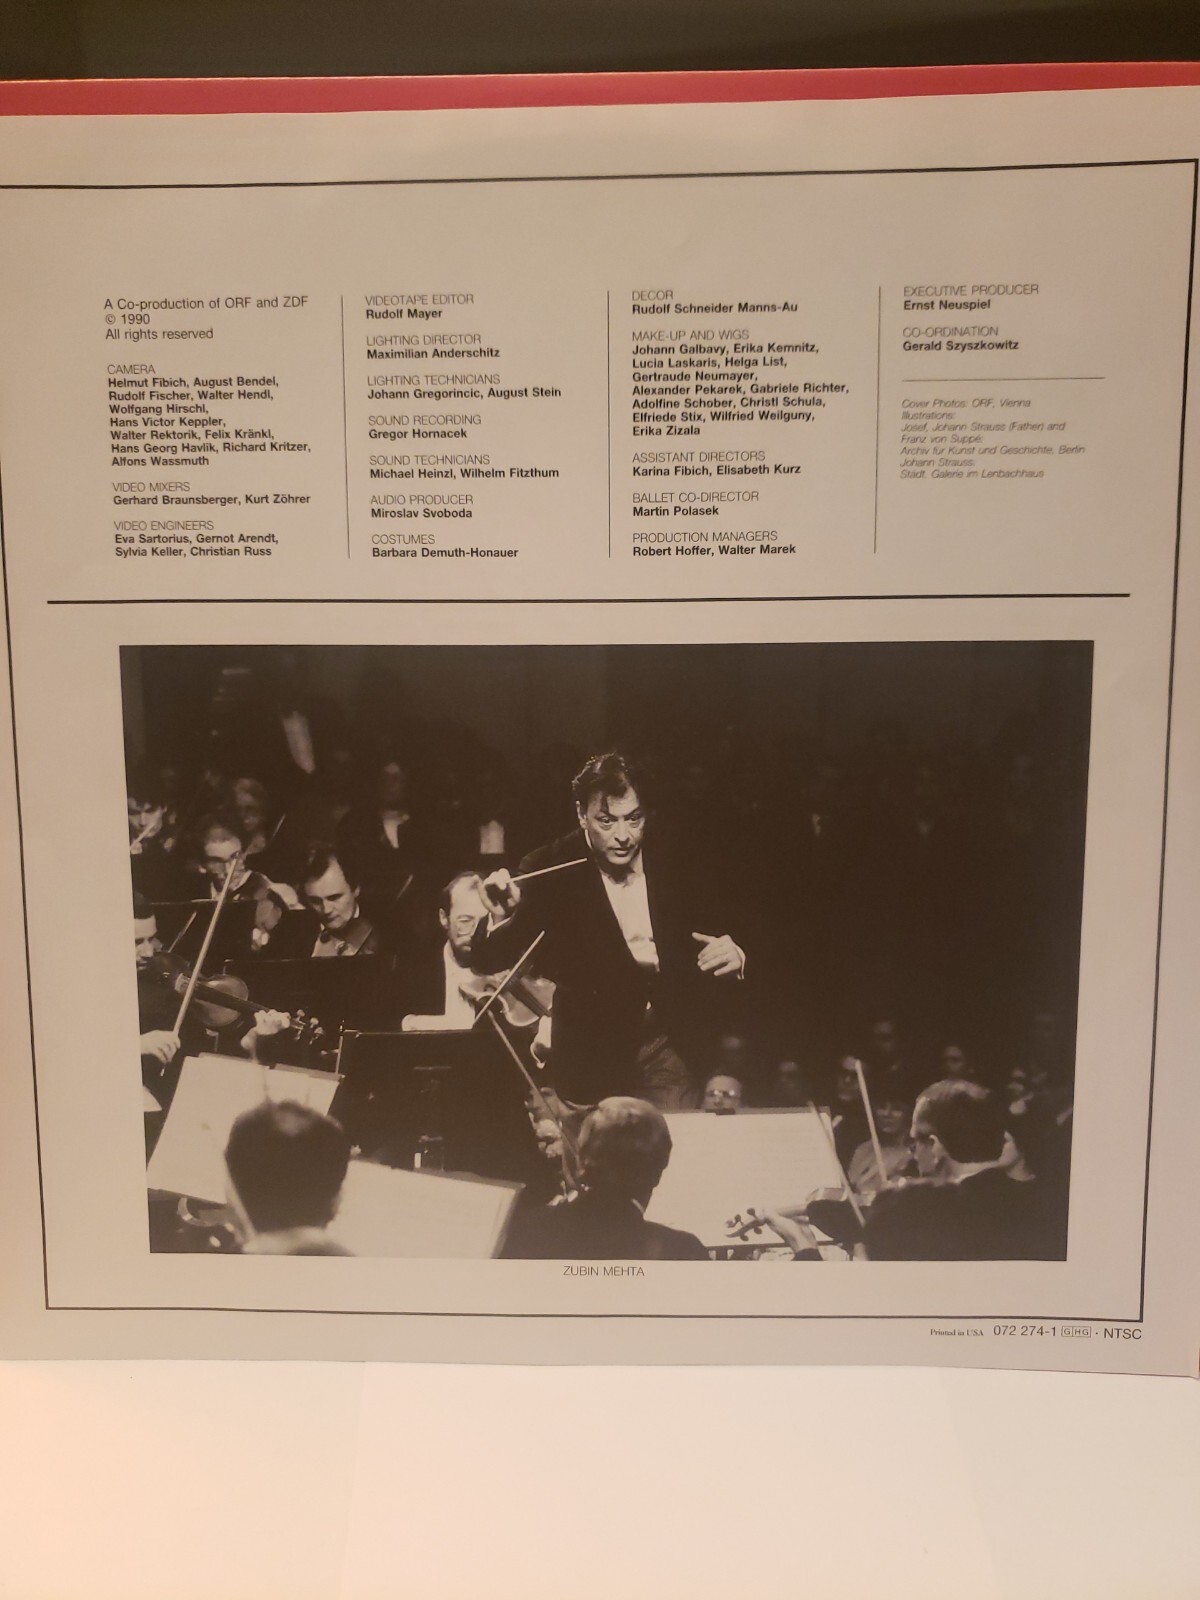 A Co-production of ORF and ZDF
© 1990
All rights reserved
CAMERA
Helmut Fibich, August Bendel,
Rudolf Fischer, Walter Hendl,
Wolfgang Hirschl,
Hans Victor Keppler,
Walter Rektorik, Felix Kränkl,
Hans Georg Havlik, Richard Kritzer,
Alfons Wassmuth
VIDEO MIXERS
Gerhard Braunsberger, Kurt Zöhrer
VIDEO ENGINEERS
Eva Sartorius, Gernot Arendt,
Sylvia Keller, Christian Russ
VIDEOTAPE EDITOR
Rudolf Mayer
LIGHTING DIRECTOR
Maximilian Anderschitz
LIGHTING TECHNICIANS
Johann Gregorincic, August Stein
SOUND RECORDING
Gregor Hornacek
SOUND TECHNICIANS
Michael Heinzl, Wilhelm Fitzthum
AUDIO PRODUCER
Miroslav Svoboda
COSTUMES
Barbara Demuth-Honauer
DECOR
Rudolf Schneider Manns-Au
MAKE-UP AND WIGS
Johann Galbavy, Erika Kemnitz,
Lucia Laskaris, Helga List,
Gertraude Neumayer,
Alexander Pekarek, Gabriele Richter,
Adolfine Schober, Christl Schula,
Elfriede Stix, Wilfried Weilguny,
Erika Zizala
ASSISTANT DIRECTORS
Karina Fibich, Elisabeth Kurz
BALLET CO-DIRECTOR
Martin Polasek
PRODUCTION MANAGERS
Robert Hoffer, Walter Marek
EXECUTIVE PRODUCER
Ernst Neuspiel
CO-ORDINATION
Gerald Szyszkowitz
Cover Photos: ORF, Vienna
Illustrations:
Josef, Johann Strauss (Father) and
Franz von Suppé:
Archiv für Kunst und Geschichte, Berlin
Johann Strauss:
Städt. Galerie im Lenbachhaus
ZUBIN MEHTA
Printed in USA 072 274-1 GHG · NTSC